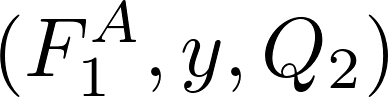 $(F_1^A, y, Q_2)$